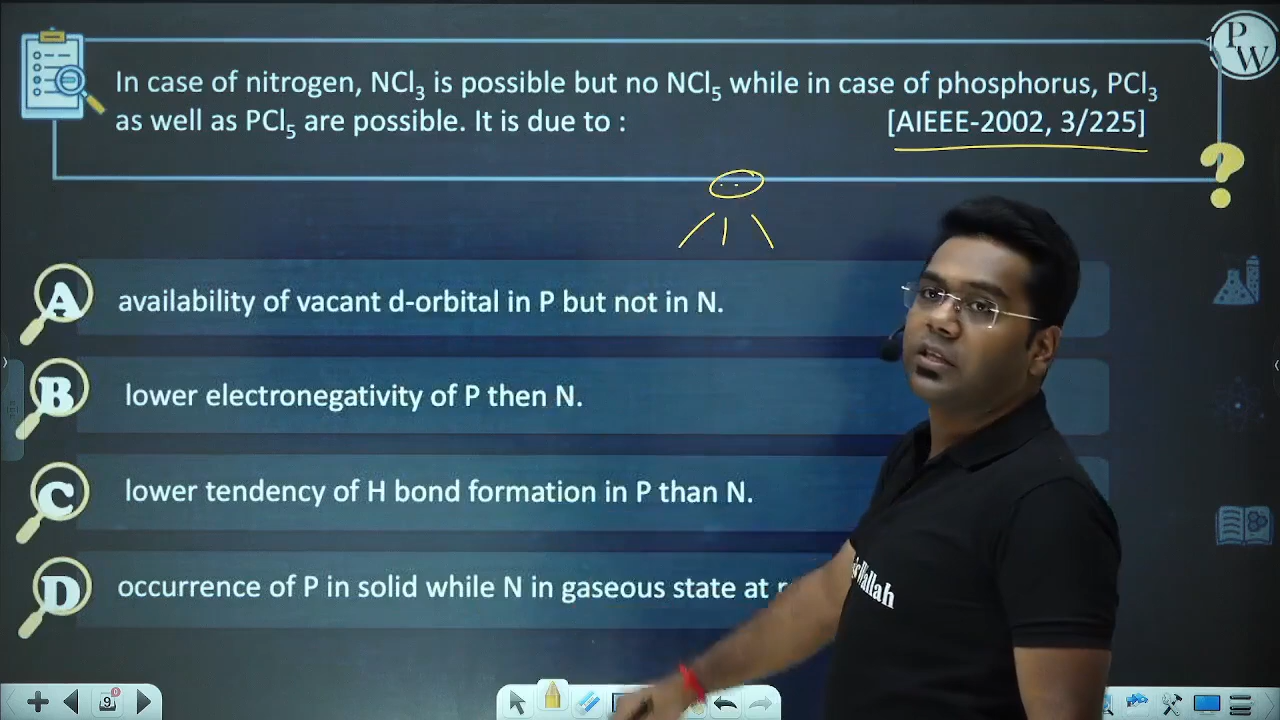 In case of nitrogen, NCl3 is possible but no NCl5 while in case of phosphorus, PCl3
as well as PCl5 are possible. It is due to : [AIEEE-2002, 3/225]
PW
A availability of vacant d-orbital in P but not in N.
B lower electronegativity of P then N.
C lower tendency of H bond formation in P than N.
D occurrence of P in solid while N in gaseous state at
Wallah
9